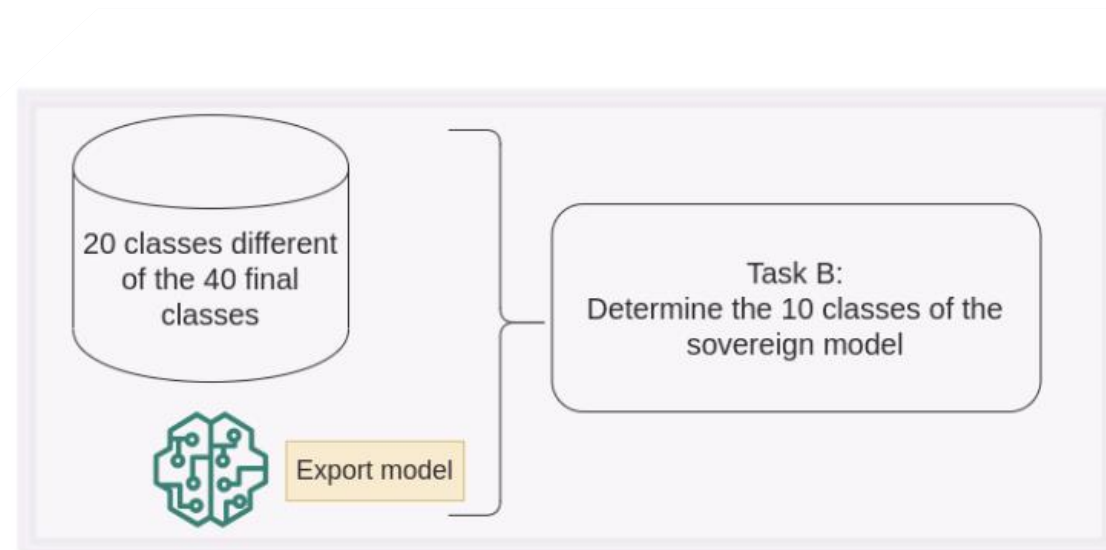 20 classes different
of the 40 final
classes
Export model
Task B:
Determine the 10 classes of the
sovereign model